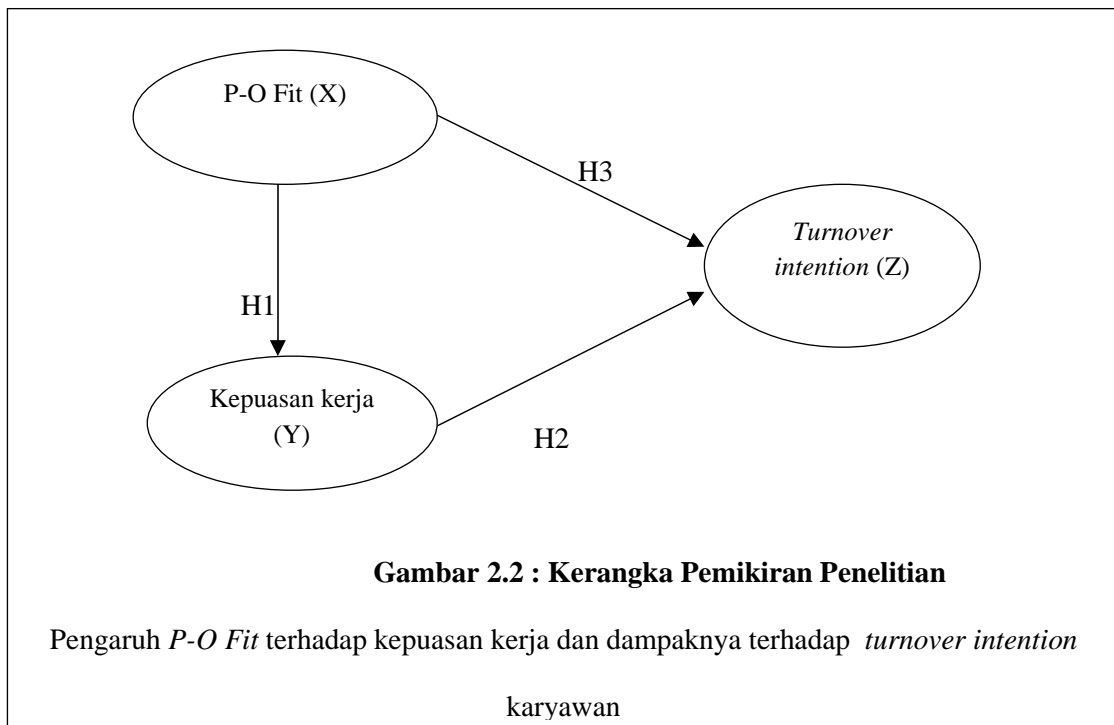 P-O Fit (X)
H3
Turnover
intention (Z)
H1
Kepuasan kerja
(Y)
H2
Gambar 2.2 : Kerangka Pemikiran Penelitian
Pengaruh P-O Fit terhadap kepuasan kerja dan dampaknya terhadap turnover intention
karyawan